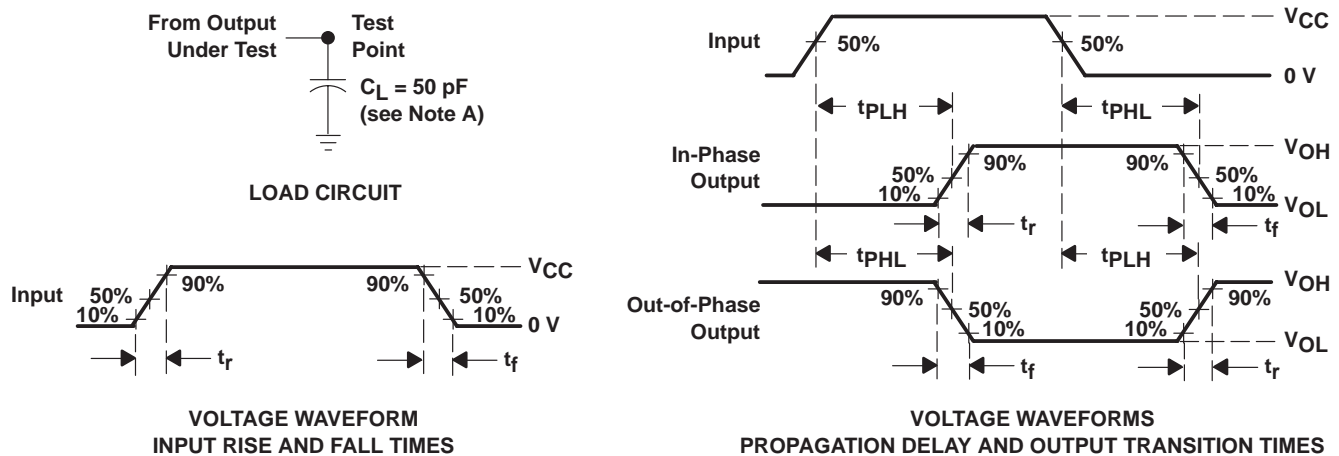 From Output
Under Test
Test
Point
CL = 50 pF
(see Note A)
LOAD CIRCUIT
Input
50%
10%
90%
90%
50%
10%
VCC
0 V
tr
tf
VOLTAGE WAVEFORM
INPUT RISE AND FALL TIMES
Input
50%
50%
VCC
0 V
tPLH
tPHL
In-Phase
Output
50%
10%
90%
90%
50%
10%
VOH
VOL
tr
tf
tPHL
tPLH
Out-of-Phase
Output
90%
50%
10%
50%
10%
90%
VOH
VOL
tf
tr
VOLTAGE WAVEFORMS
PROPAGATION DELAY AND OUTPUT TRANSITION TIMES